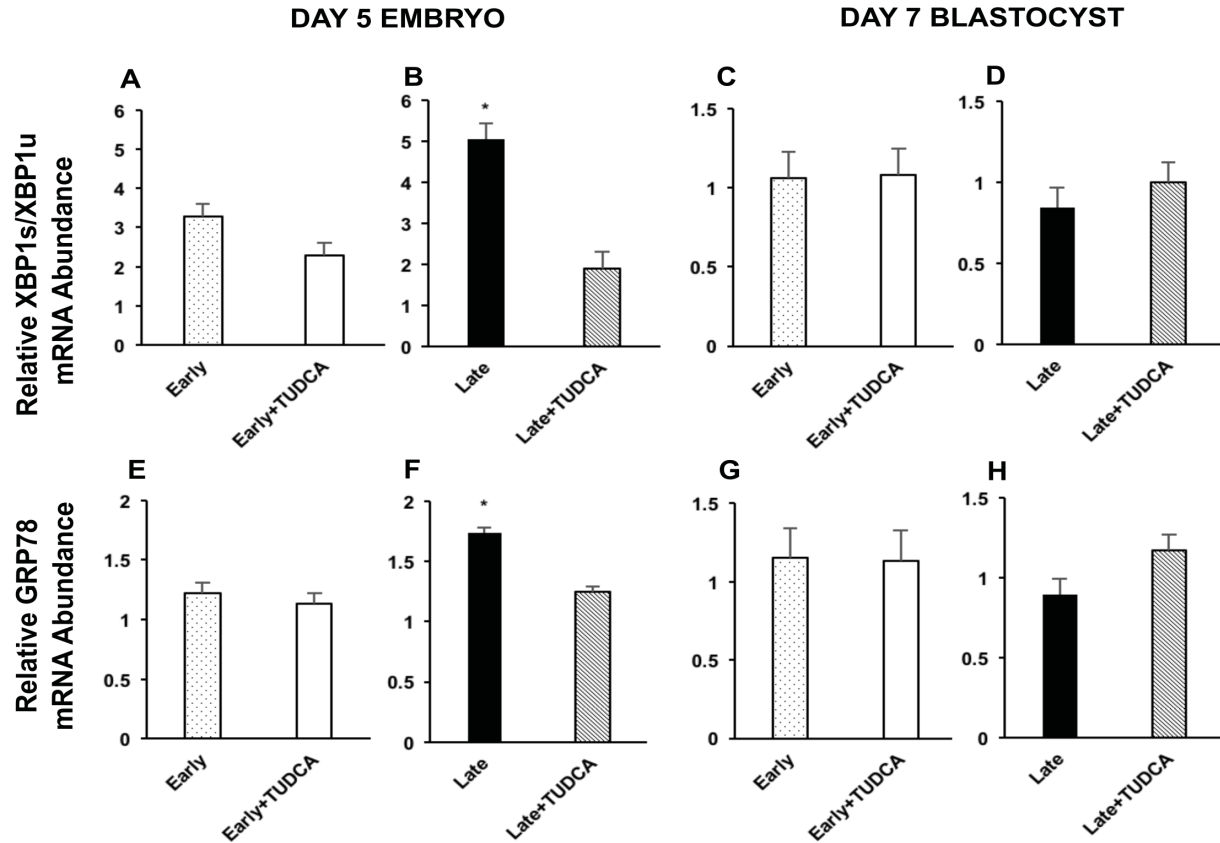 DAY 5 EMBRYO
DAY 7 BLASTOCYST
Relative XBP1s/XBP1u
mRNA Abundance
A
6
5
4
3
2
1
0
Early
Early+TUDCA
B
6
*
5
4
3
2
1
0
Late
Late+TUDCA
C
1.5
1
0.5
0
Early
Early+TUDCA
D
1.5
1
0.5
0
Late
Late+TUDCA
Relative GRP78
mRNA Abundance
E
2
1.5
1
0.5
0
Early
Early+TUDCA
F
2
*
1.5
1
0.5
0
Late
Late+TUDCA
G
1.5
1
0.5
0
Early
Early+TUDCA
H
1.5
1
0.5
0
Late
Late+TUDCA